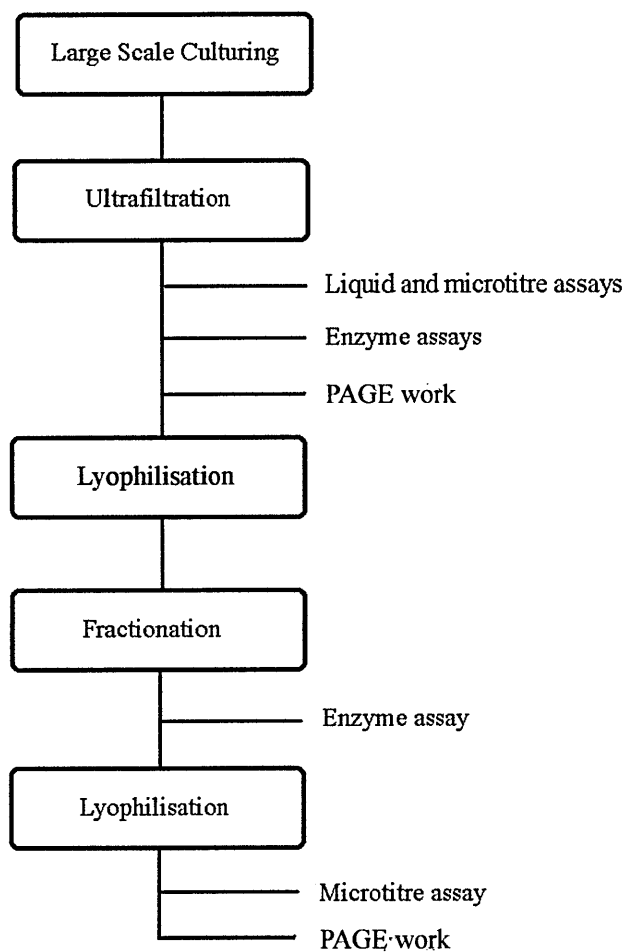 Large Scale Culturing
Ultrafiltration
Liquid and microtitre assays
Enzyme assays
PAGE work
Lyophilisation
Fractionation
Enzyme assay
Lyophilisation
Microtitre assay
PAGE work